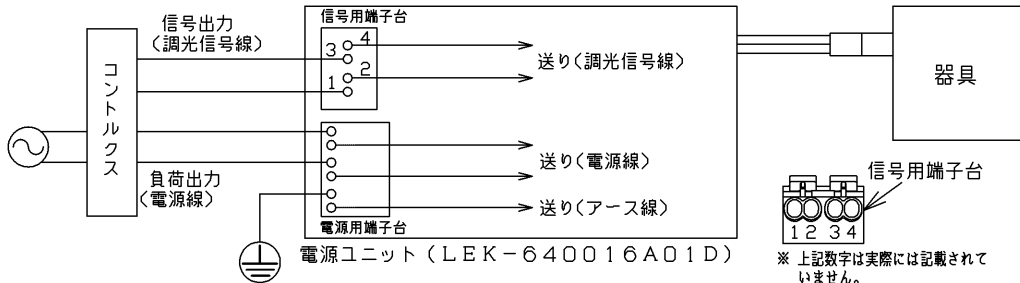 信号出力
(調光信号線)
コントルクス
負荷出力
(電源線)
信号用端子台
4
3
2
1
送り(調光信号線)
送り(電源線)
送り(アース線)
電源用端子台
電源ユニット(LEK-640016A01D)
器具
信号用端子台
1 2 3 4
※ 上記数字は実際には記載されて
いません。